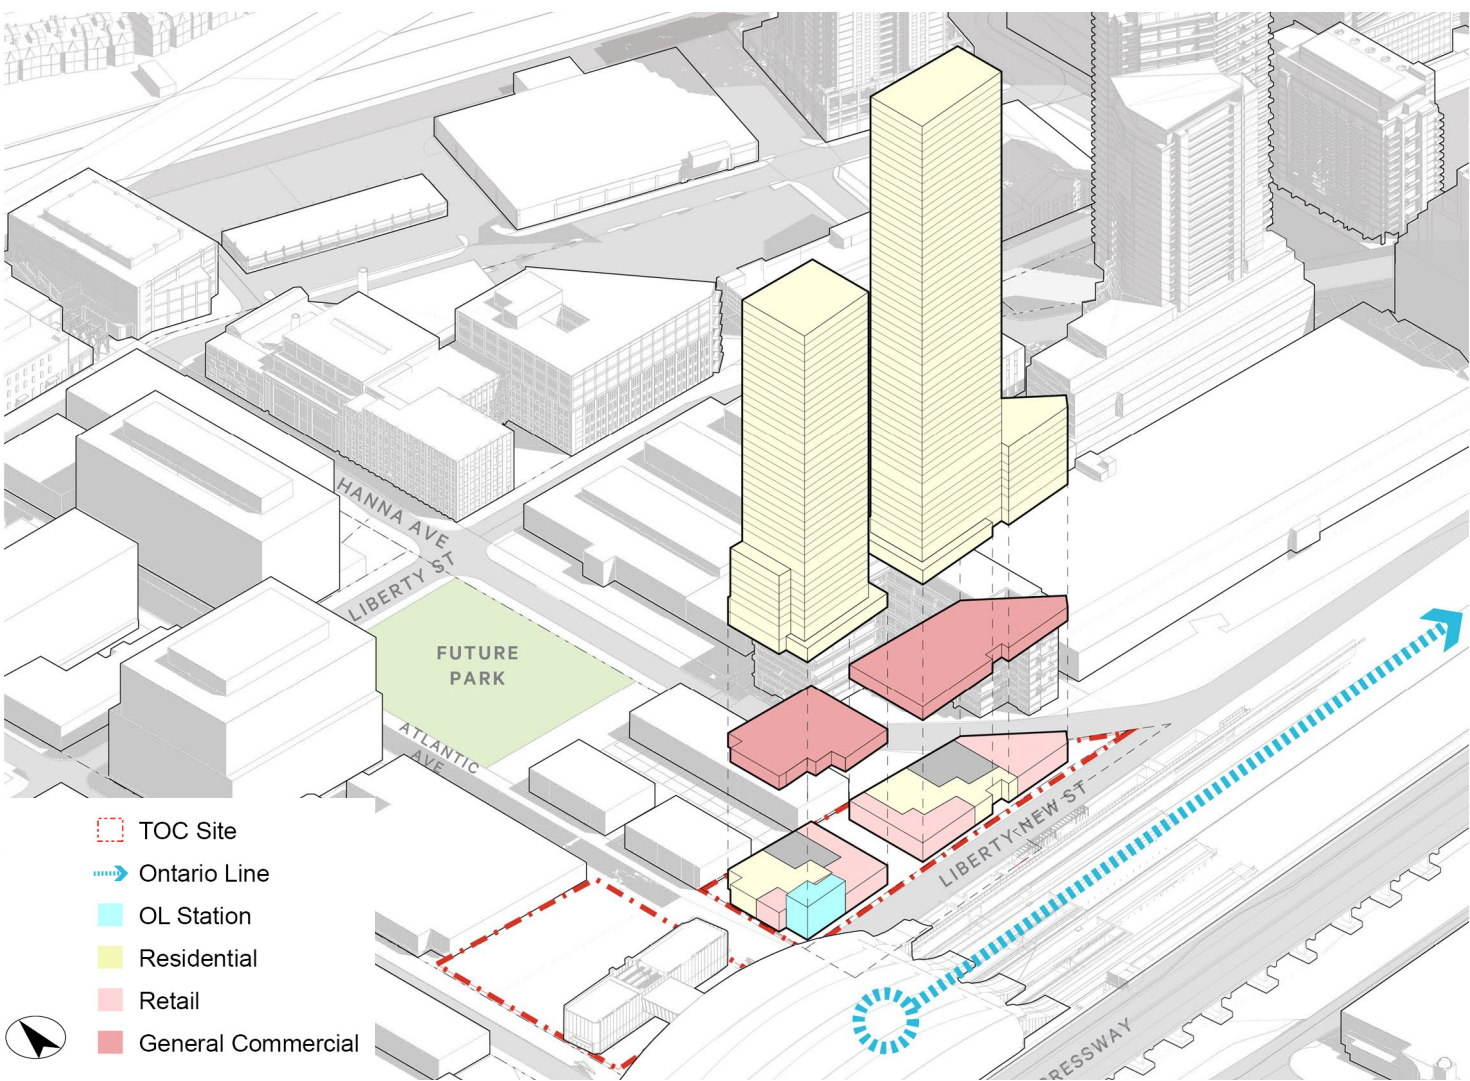 HANNA AVE
LIBERTY ST
FUTURE
PARK
ATLANTIC
AVE
LIBERTY NEW ST
TOC Site
Ontario Line
OL Station
Residential
Retail
General Commercial